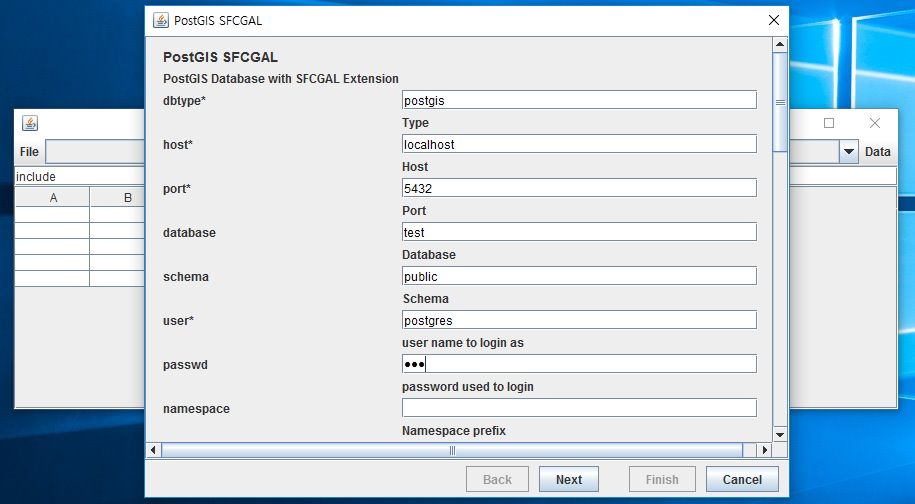 PostGIS SFCGAL
PostGIS SFCGAL
PostGIS Database with SFCGAL Extension
dbtype* postgis
Type
host* localhost
Host
port* 5432
Port
database test
Database
schema public
Schema
user* postgres
user name to login as
passwd •••
password used to login
namespace
Namespace prefix
Back Next Finish Cancel
File Data
include
A B